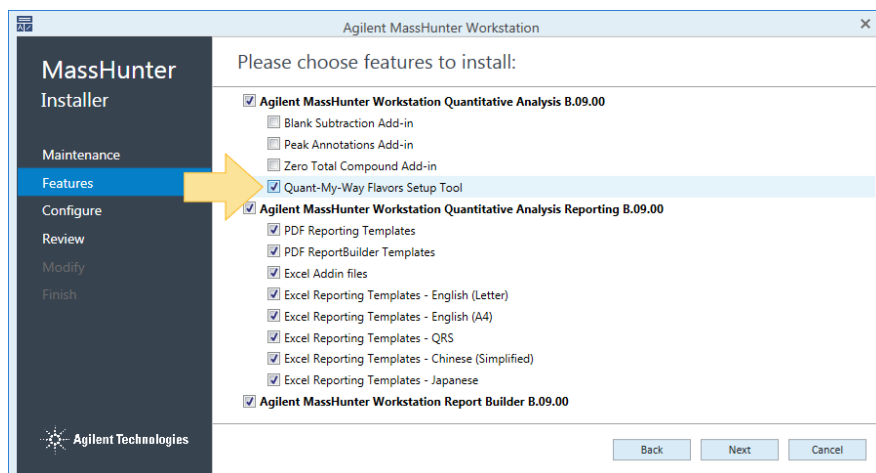 Agilent MassHunter Workstation
MassHunter
Installer
Maintenance
Features
Configure
Review
Modify
Finish
Agilent Technologies
Please choose features to install:
Agilent MassHunter Workstation Quantitative Analysis B.09.00
Blank Subtraction Add-in
Peak Annotations Add-in
Zero Total Compound Add-in
Quant-My-Way Flavors Setup Tool
Agilent MassHunter Workstation Quantitative Analysis Reporting B.09.00
PDF Reporting Templates
PDF ReportBuilder Templates
Excel Addin files
Excel Reporting Templates - English (Letter)
Excel Reporting Templates - English (A4)
Excel Reporting Templates - QRS
Excel Reporting Templates - Chinese (Simplified)
Excel Reporting Templates - Japanese
Agilent MassHunter Workstation Report Builder B.09.00
Back Next Cancel